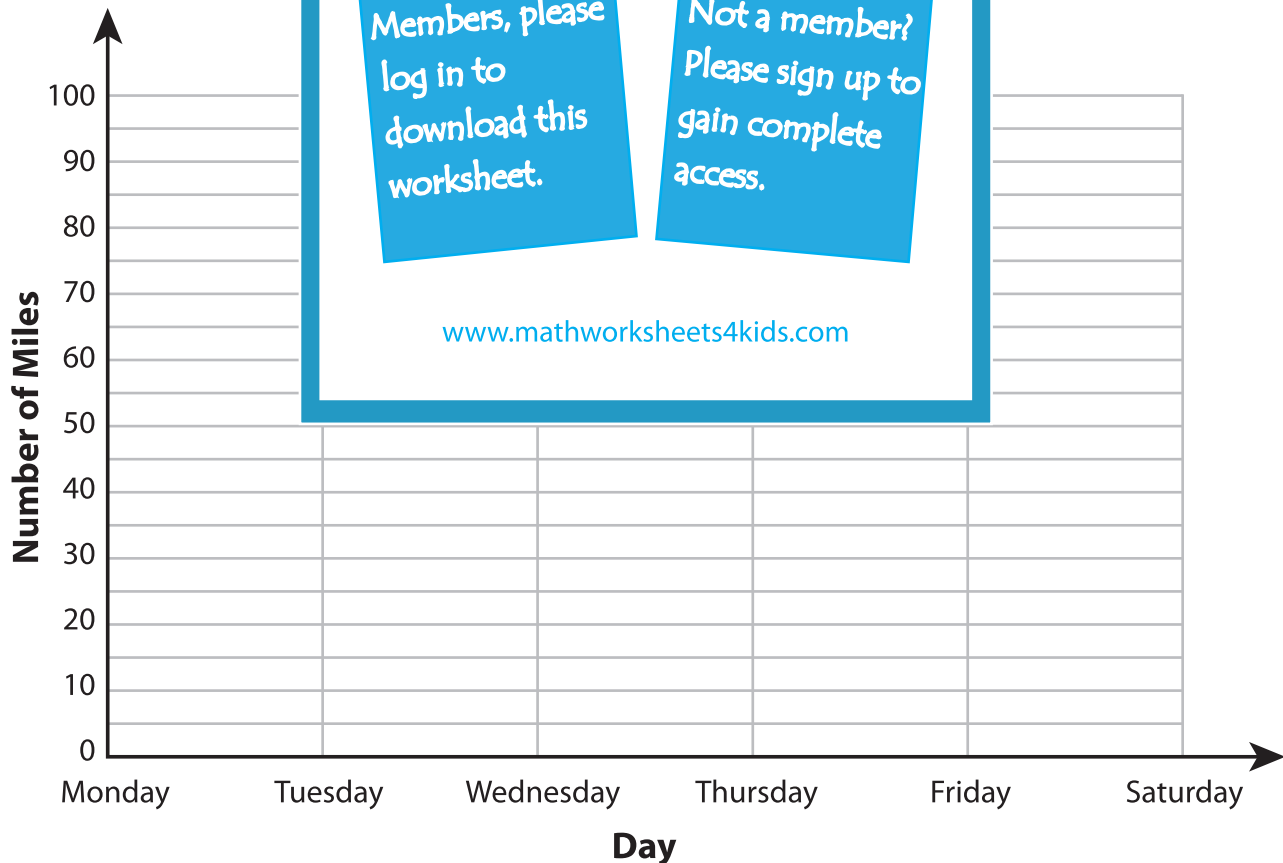 Members, please
log in to
download this
worksheet.
Not a member?
Please sign up to
gain complete
access.
www.mathworksheets4kids.com
Number of Miles
100
90
80
70
60
50
40
30
20
10
0
Monday Tuesday Wednesday Thursday Friday Saturday
Day